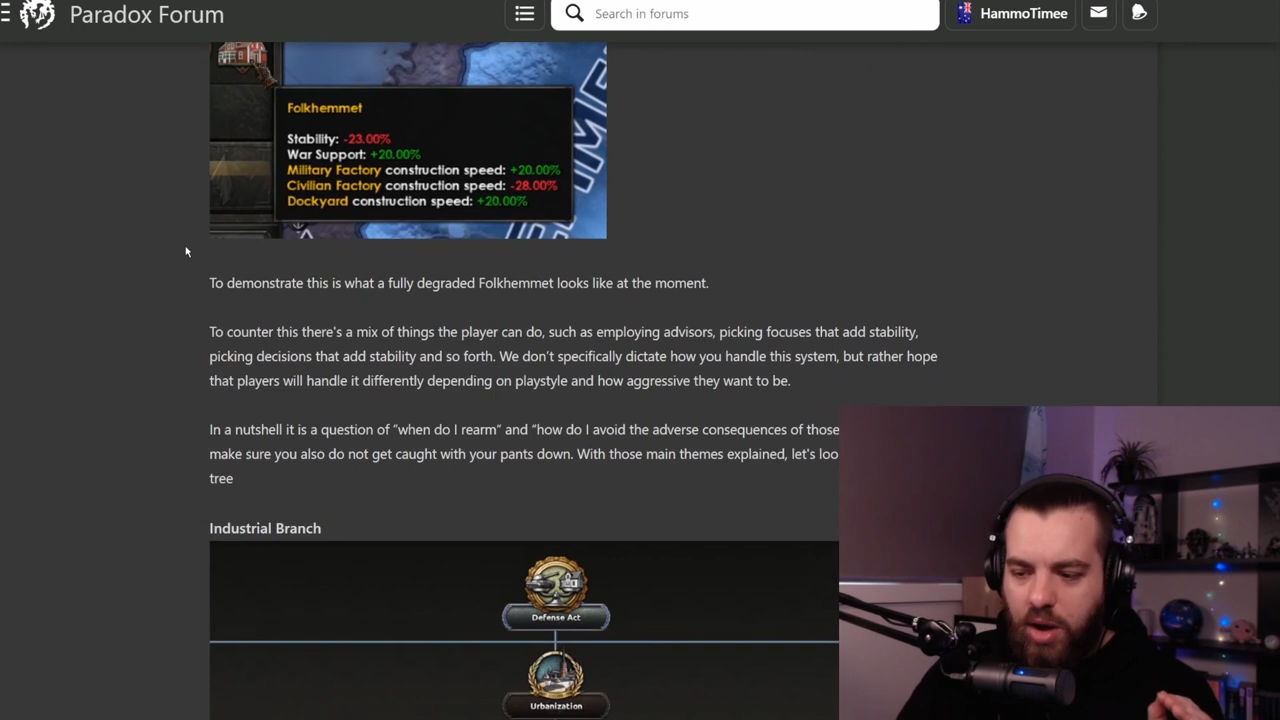 Paradox Forum
Search in forums
HammoTimee
Folkhemmet
Stability: -23.00%
War Support: +20.00%
Military Factory construction speed: +20.00%
Civilian Factory construction speed: -28.00%
Dockyard construction speed: +20.00%
To demonstrate this is what a fully degraded Folkhemmet looks like at the moment.
To counter this there's a mix of things the player can do, such as employing advisors, picking focuses that add stability,
picking decisions that add stability and so forth. We don't specifically dictate how you handle this system, but rather hope
that players will handle it differently depending on playstyle and how aggressive they want to be.
In a nutshell it is a question of “when do I rearm” and “how do I avoid the adverse consequences of those
make sure you also do not get caught with your pants down. With those main themes explained, let's
tree
Industrial Branch
Defense Act
Urbanization